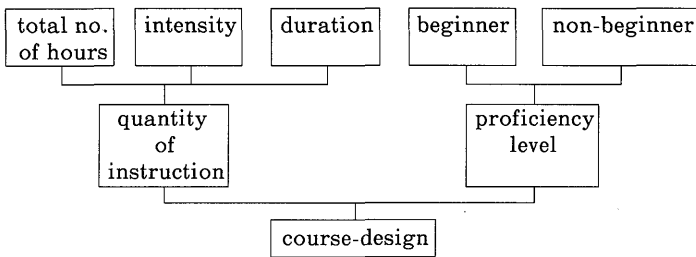 total no.
of hours
intensity
duration
beginner
non-beginner
quantity
of
instruction
proficiency
level
course-design